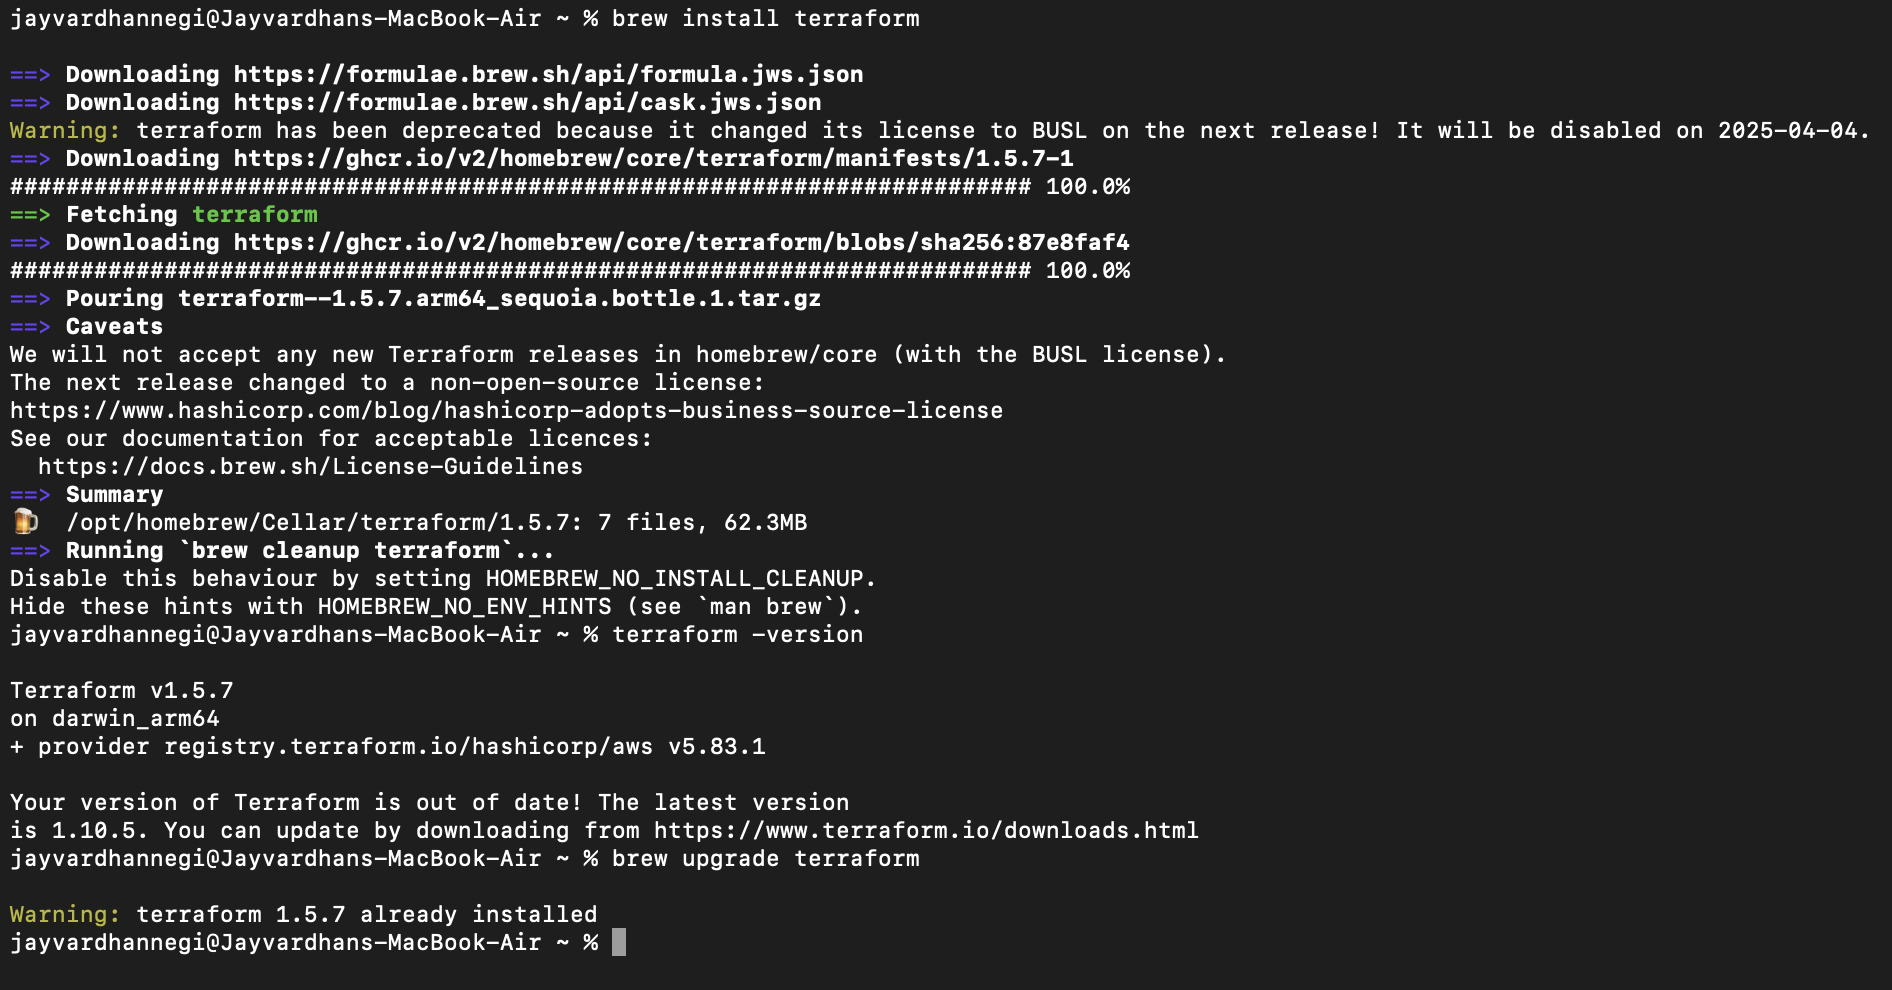 jayvardhannegi@Jayvardhans-MacBook-Air ~ % brew install terraform
==> Downloading https://formulae.brew.sh/api/formula.jws.json
==> Downloading https://formulae.brew.sh/api/cask.jws.json
Warning: terraform has been deprecated because it changed its license to BUSL on the next release! It will be disabled on 2025-04-04.
==> Downloading https://ghcr.io/v2/homebrew/core/terraform/manifests/1.5.7-1
######################################################################### 100.0%
==> Fetching terraform
==> Downloading https://ghcr.io/v2/homebrew/core/terraform/blobs/sha256:87e8faf4
######################################################################### 100.0%
==> Pouring terraform--1.5.7.arm64_sequoia.bottle.1.tar.gz
==> Caveats
We will not accept any new Terraform releases in homebrew/core (with the BUSL license).
The next release changed to a non-open-source license:
https://www.hashicorp.com/blog/hashicorp-adopts-business-source-license
See our documentation for acceptable licences:
  https://docs.brew.sh/License-Guidelines
==> Summary
🍺  /opt/homebrew/Cellar/terraform/1.5.7: 7 files, 62.3MB
==> Running `brew cleanup terraform`...
Disable this behaviour by setting HOMEBREW_NO_INSTALL_CLEANUP.
Hide these hints with HOMEBREW_NO_ENV_HINTS (see `man brew`).
jayvardhannegi@Jayvardhans-MacBook-Air ~ % terraform -version
Terraform v1.5.7
on darwin_arm64
+ provider registry.terraform.io/hashicorp/aws v5.83.1
Your version of Terraform is out of date! The latest version
is 1.10.5. You can update by downloading from https://www.terraform.io/downloads.html
jayvardhannegi@Jayvardhans-MacBook-Air ~ % brew upgrade terraform
Warning: terraform 1.5.7 already installed
jayvardhannegi@Jayvardhans-MacBook-Air ~ %